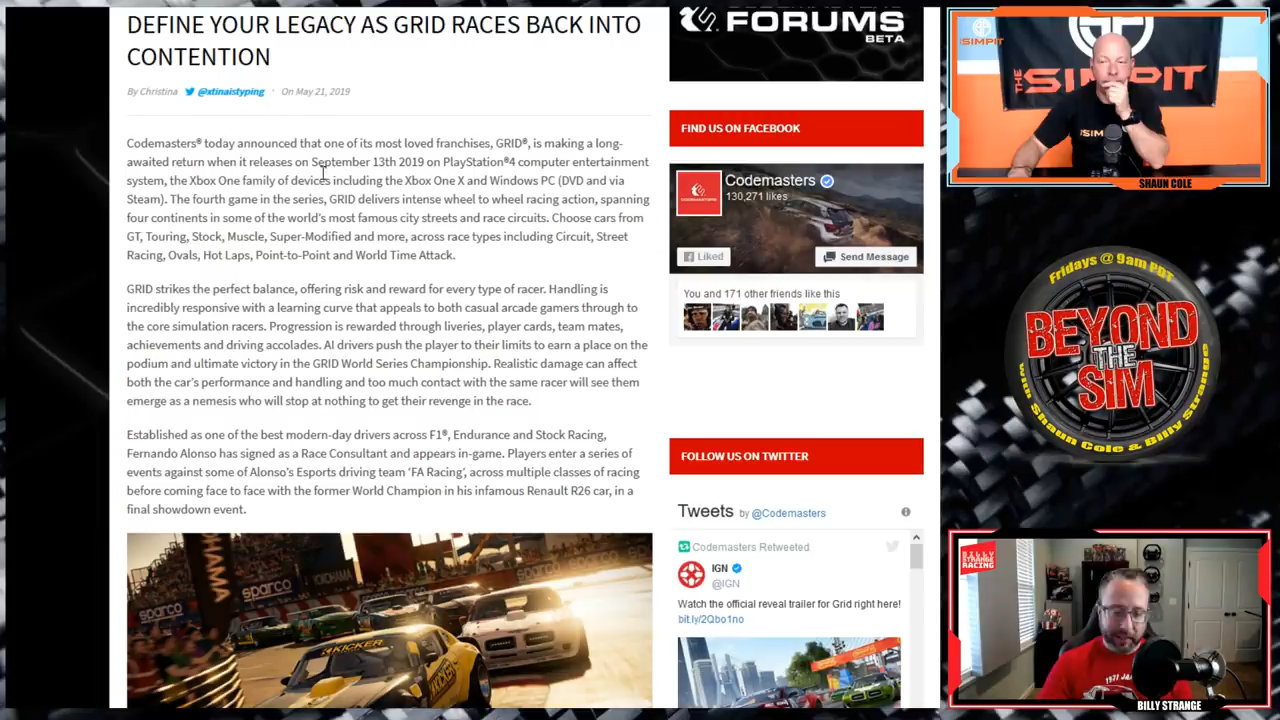 DEFINE YOUR LEGACY AS GRID RACES BACK INTO
CONTENTION
By Christina @xtinaistyping · On May 21, 2019
Codemasters® today announced that one of its most loved franchises, GRID®, is making a long-
awaited return when it releases on September 13th 2019 on PlayStation®4 computer entertainment
system, the Xbox One family of devices including the Xbox One X and Windows PC (DVD and via
Steam). The fourth game in the series, GRID delivers intense wheel to wheel racing action, spanning
four continents in some of the world's most famous city streets and race circuits. Choose cars from
GT, Touring, Stock, Muscle, Super-Modified and more, across race types including Circuit, Street
Racing, Ovals, Hot Laps, Point-to-Point and World Time Attack.
GRID strikes the perfect balance, offering risk and reward for every type of racer. Handling is
incredibly responsive with a learning curve that appeals to both casual arcade gamers through to
the core simulation racers. Progression is rewarded through liveries, player cards, team mates,
achievements and driving accolades. AI drivers push the player to their limits to earn a place on the
podium and ultimate victory in the GRID World Series Championship. Realistic damage can affect
both the car's performance and handling and too much contact with the same racer will see them
emerge as a nemesis who will stop at nothing to get their revenge in the race.
Established as one of the best modern-day drivers across F1®, Endurance and Stock Racing,
Fernando Alonso has signed as a Race Consultant and appears in-game. Players enter a series of
events against some of Alonso's Esports driving team 'FA Racing', across multiple classes of racing
before coming face to face with the former World Champion in his infamous Renault R26 car, in a
final showdown event.
sparco
sparco
KICKER
KICKER
FORUMS
BETA
FIND US ON FACEBOOK
Codemasters
130,271 likes
Liked
Send Message
You and 171 other friends like this
FOLLOW US ON TWITTER
Tweets by @Codemasters
Codemasters Retweeted
IGN
@IGN
Watch the official reveal trailer for Grid right here!
bit.ly/2Qbo1no
SIMPIT
THE SIMPIT
SHAUN COLE
Fridays @ 9am PDT
BEYOND
THE
SIM
With Shaun Cole & Billy Strange
BILLY
STRANGE
RACING
BILLY STRANGE